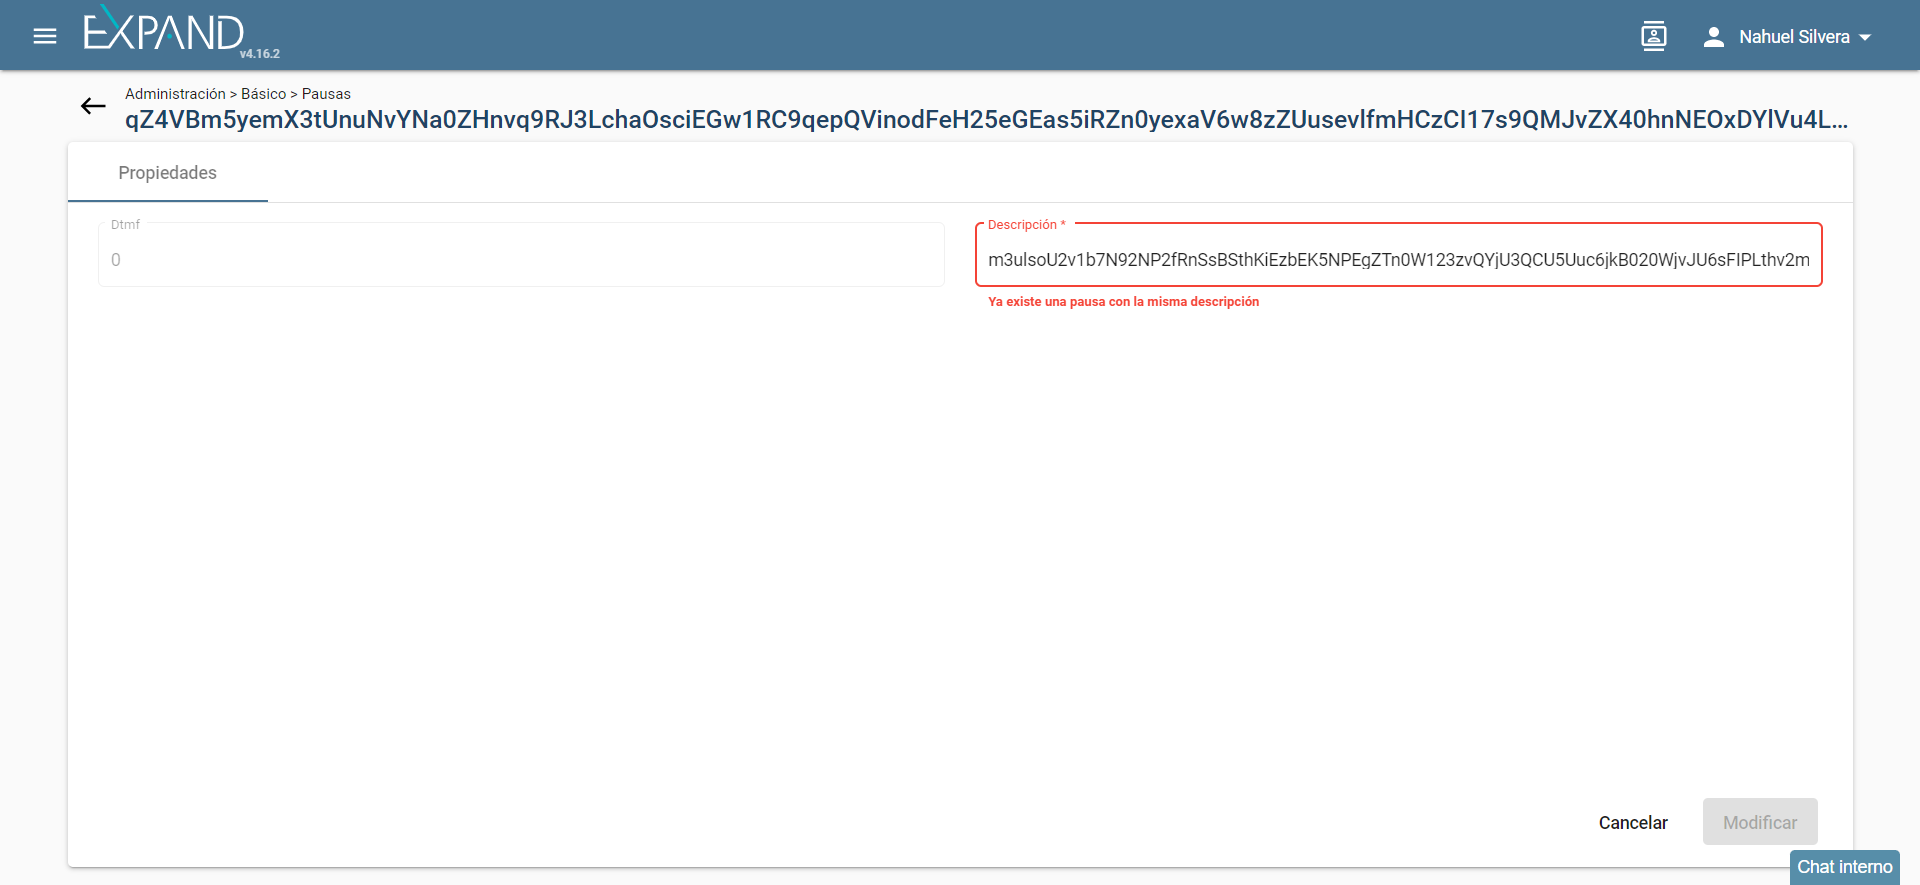 EXPAND
v4.16.2
Nahuel Silvera
Administración > Básico > Pausas
qZ4VBm5yemX3tUnuNvYNa0ZHnvq9RJ3LchaOsciEGw1RC9qepQVinodFeH25eGEas5iRZn0yexaV6w8zZUusevlfmHCzCI17s9QMJvZX40hnNEOxDYlVu4L...
Propiedades
Dtmf
0
Descripción *
m3ulsoU2v1b7N92NP2fRnSsBSthKiEzbEK5NPEgZTn0W123zvQYjU3QCU5Uuc6jkB020WjvJU6sFIPLthv2m
Ya existe una pausa con la misma descripción
Cancelar
Modificar
Chat interno